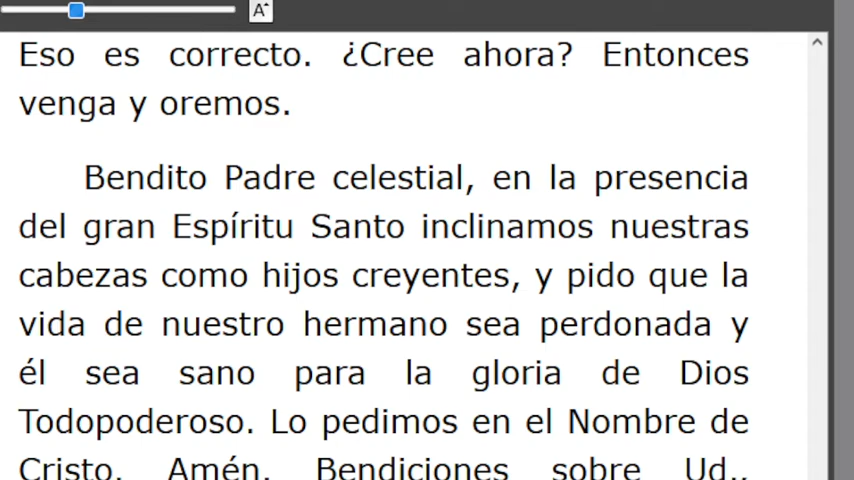 A
Eso es correcto. ¿Cree ahora? Entonces
venga y oremos.
Bendito Padre celestial, en la presencia
del gran Espíritu Santo inclinamos nuestras
cabezas como hijos creyentes, y pido que la
vida de nuestro hermano sea perdonada y
él sea sano para la gloria de Dios
Todopoderoso. Lo pedimos en el Nombre de
Cristo. Amén. Bendiciones sobre Ud.,